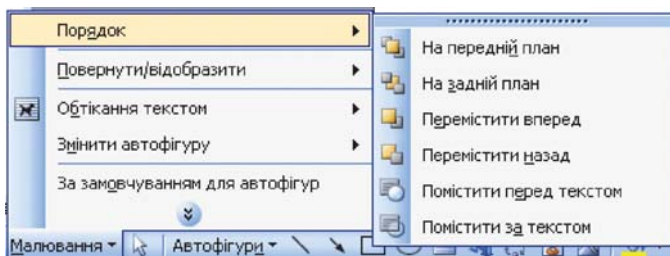 Порядок
Повернути/відобразити
Обтікання текстом
Змінити автофігуру
За замовчуванням для автофігур
На передній план
На задній план
Перемістити вперед
Перемістити назад
Помістити перед текстом
Помістити за текстом
Малювання
Автофігури